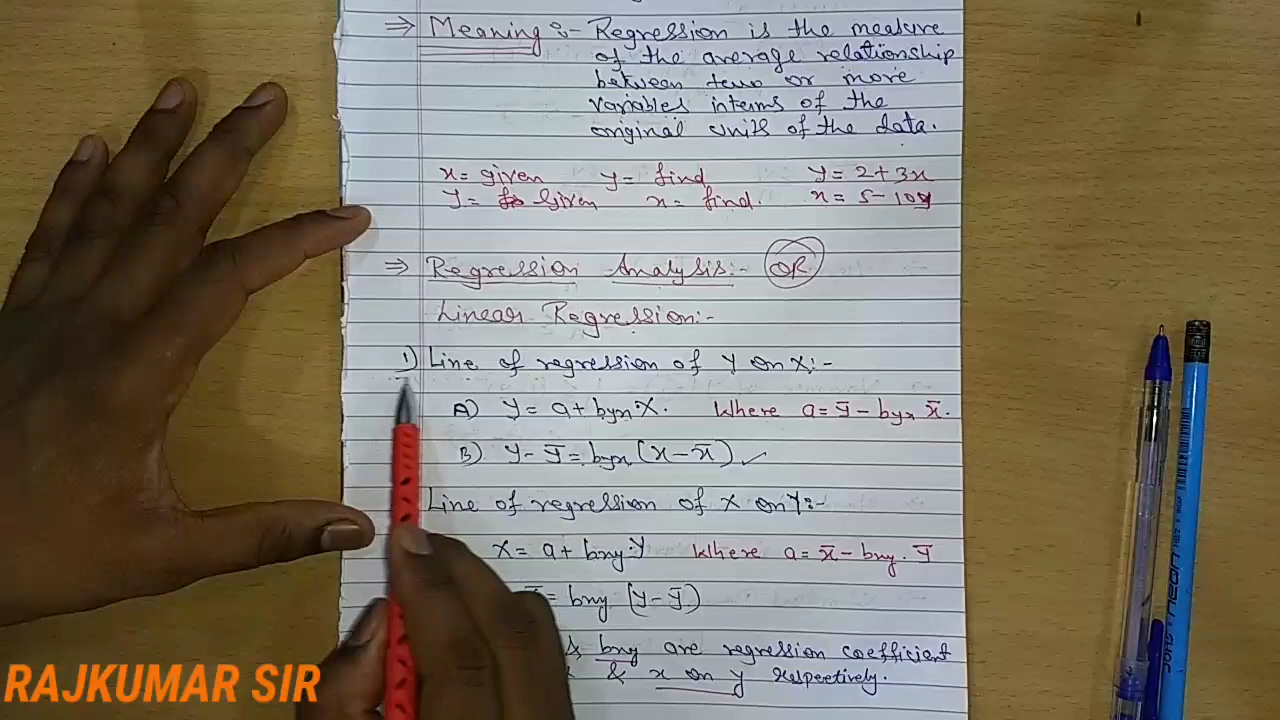 ⇒ Meaning :- Regression is the measure
of the average relationship
between two or more
variables interms of the
original units of the data.
x = given y = find y = 2 + 3x
y = Given x = find. x = 5 - 10y
⇒ Regression Analysis:- OR
Linear Regression:-
1) Line of regression of Y on X:-
A) y = a + byx X. Where a = ȳ - byx x̄.
B) y - ȳ = byx (x - x̄) ✓
Line of regression of X on Y:-
X = a + bxy.Y Where a = x̄ - bxy. ȳ
= bxy (y - ȳ)
& bxy are regression coefficient
& x on y respectively.
RAJKUMAR SIR